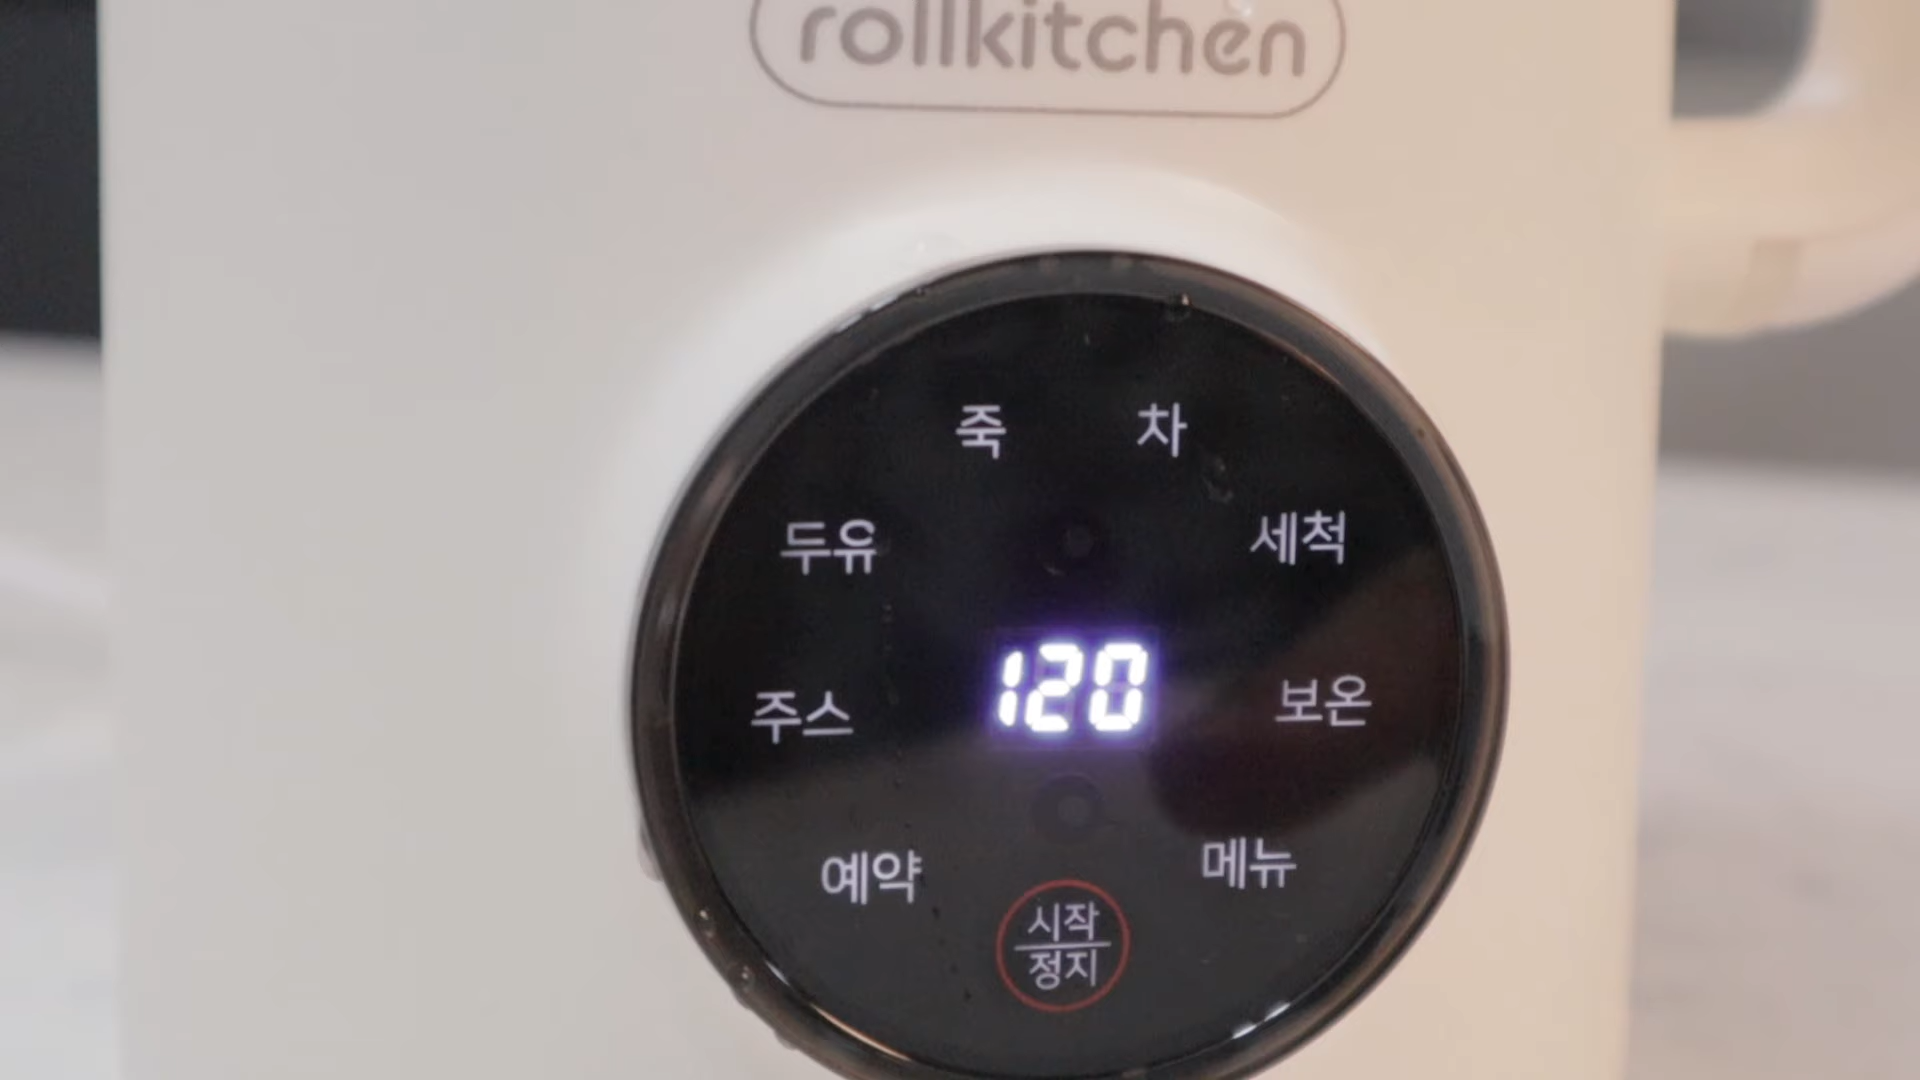 rollkitchen
죽 차
두유 세척
120
주스 보온
예약 메뉴
시작
정지